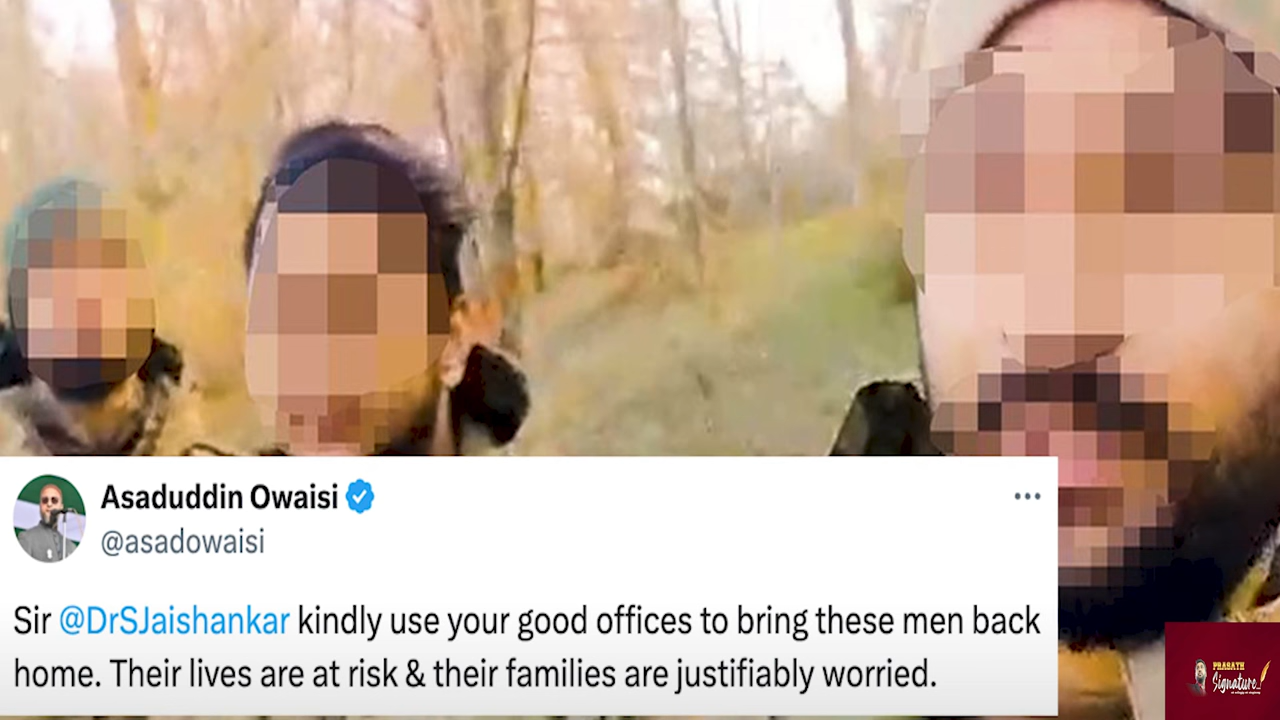 Asaduddin Owaisi
@asadowaisi
Sir @DrSJaishankar kindly use your good offices to bring these men back
home. Their lives are at risk & their families are justifiably worried.
PRASATH
Signature